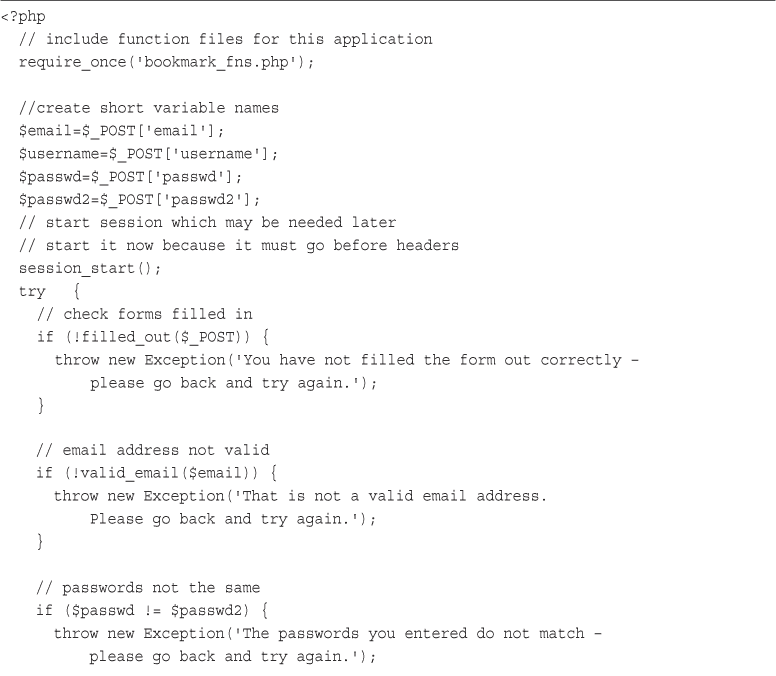 <?php
// include function files for this application
require_once('bookmark_fns.php');
//create short variable names
$email=$_POST['email'];
$username=$_POST['username'];
$passwd=$_POST['passwd'];
$passwd2=$_POST['passwd2'];
// start session which may be needed later
// start it now because it must go before headers
session_start();
try   {
// check forms filled in
if (!filled_out($_POST)) {
throw new Exception('You have not filled the form out correctly –
please go back and try again.');
}
// email address not valid
if (!valid_email($email)) {
throw new Exception('That is not a valid email address.
Please go back and try again.');
}
// passwords not the same
if ($passwd != $passwd2) {
throw new Exception('The passwords you entered do not match –
please go back and try again.');